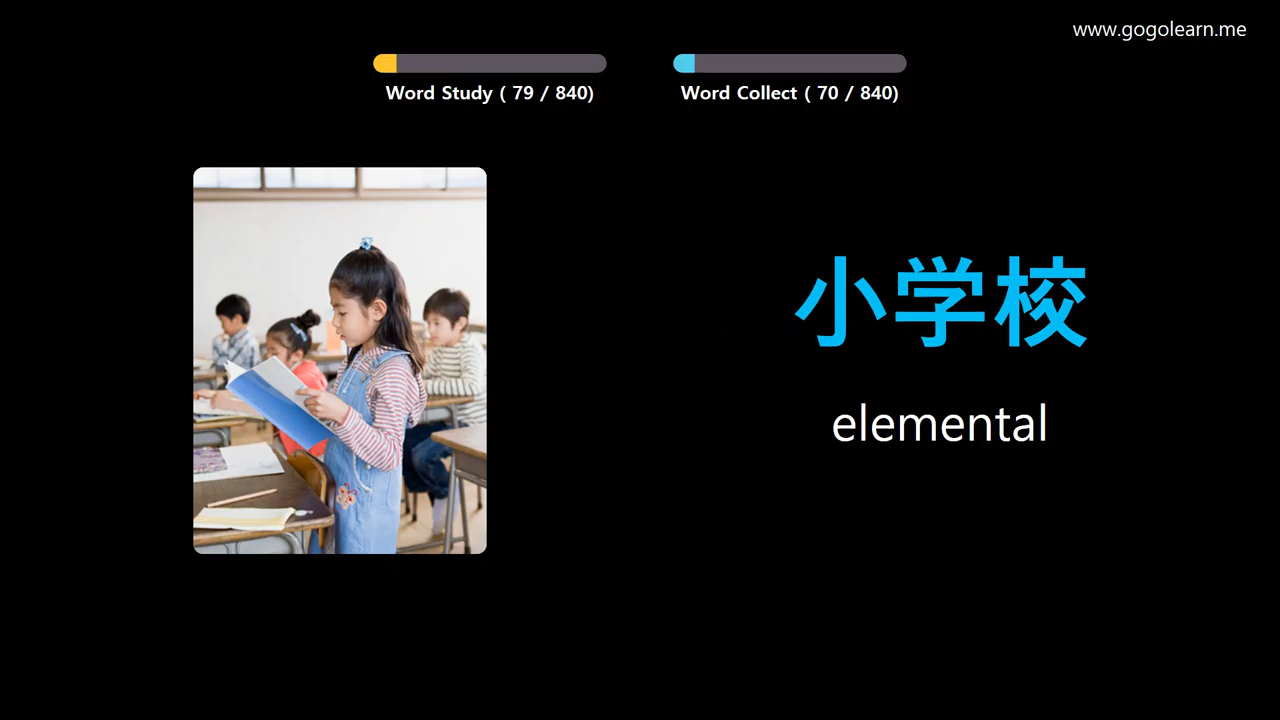 www.gogolearn.me
Word Study ( 79 / 840)
Word Collect ( 70 / 840)
小学校
elemental